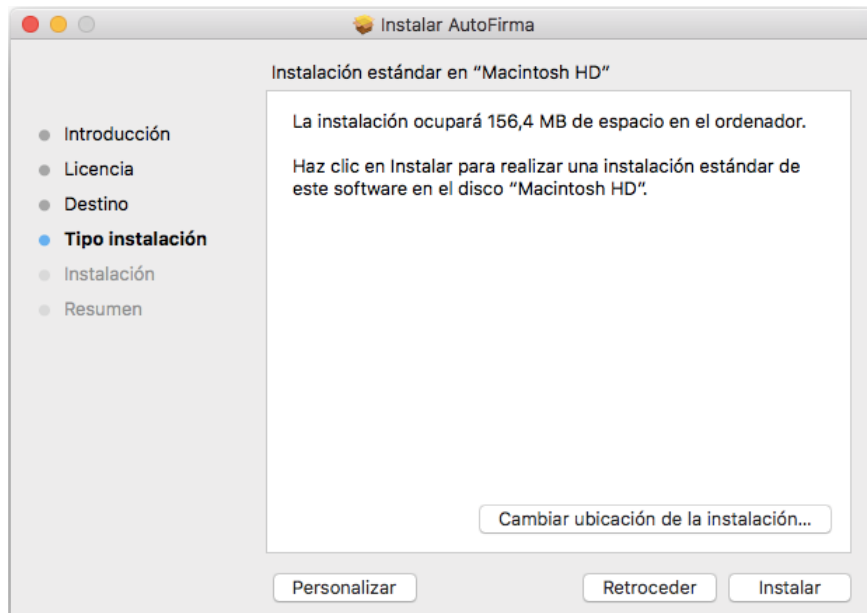 Instalar AutoFirma
Instalación estándar en “Macintosh HD”
Introducción
Licencia
Destino
Tipo instalación
Instalación
Resumen
La instalación ocupará 156,4 MB de espacio en el ordenador.
Haz clic en Instalar para realizar una instalación estándar de
este software en el disco “Macintosh HD”.
Cambiar ubicación de la instalación...
Personalizar
Retroceder
Instalar